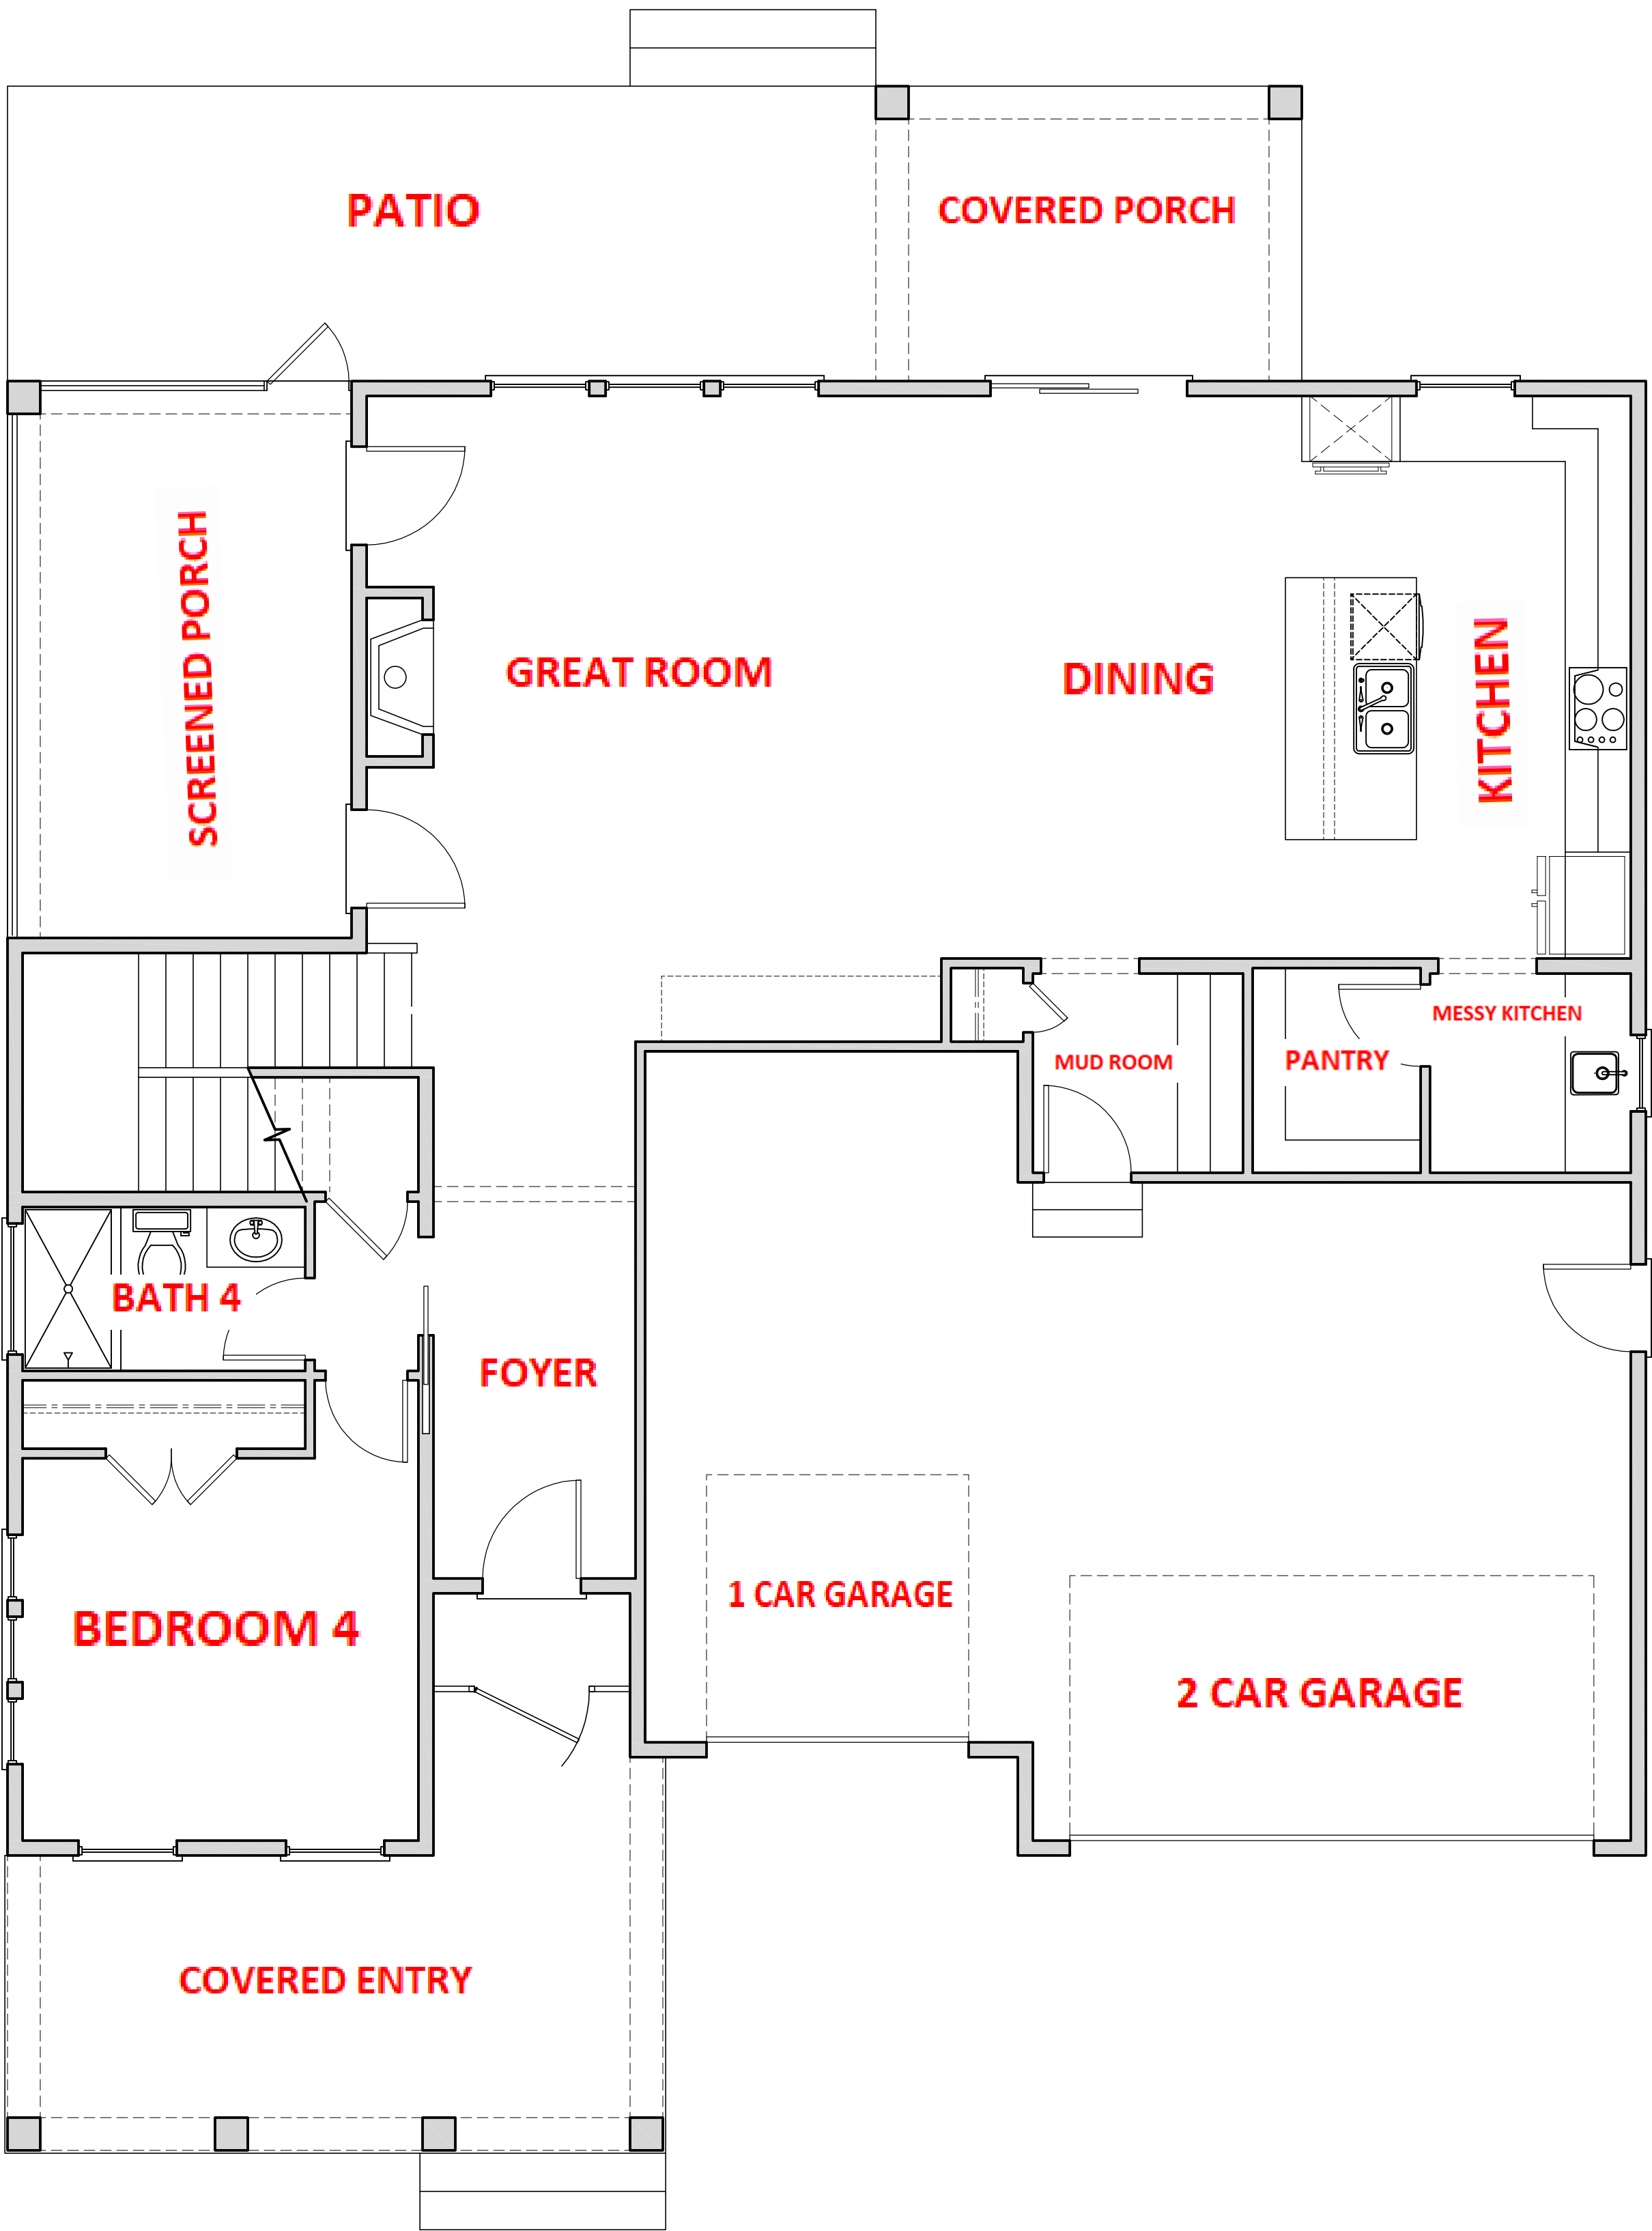 PATIO
COVERED PORCH
SCREENED PORCH
GREAT ROOM
DINING
KITCHEN
MESSY KITCHEN
MUD ROOM
PANTRY
BATH 4
FOYER
1 CAR GARAGE
BEDROOM 4
2 CAR GARAGE
COVERED ENTRY